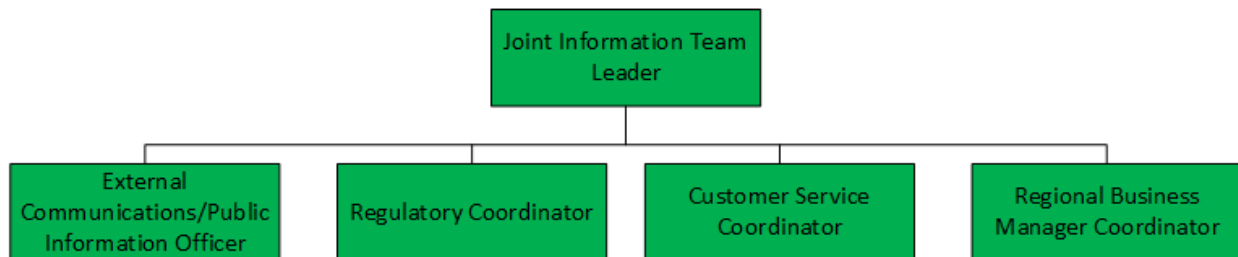 Joint Information Team
Leader
External
Communications/Public
Information Officer
Regulatory Coordinator
Customer Service
Coordinator
Regional Business
Manager Coordinator